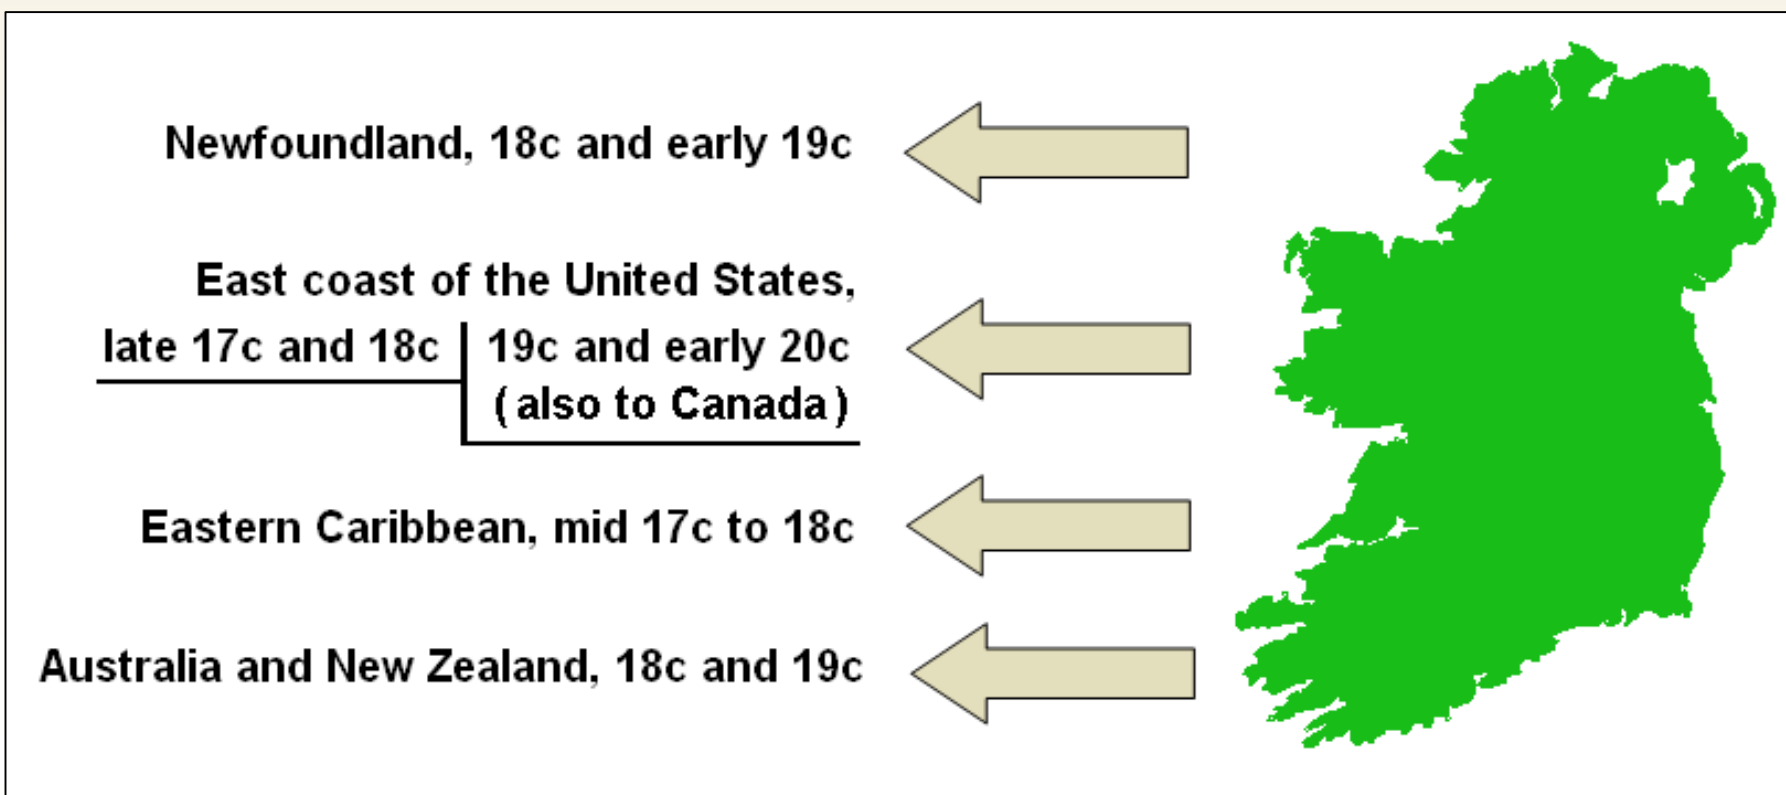 Newfoundland, 18c and early 19c
East coast of the United States,
late 17c and 18c
19c and early 20c
(also to Canada)
Eastern Caribbean, mid 17c to 18c
Australia and New Zealand, 18c and 19c